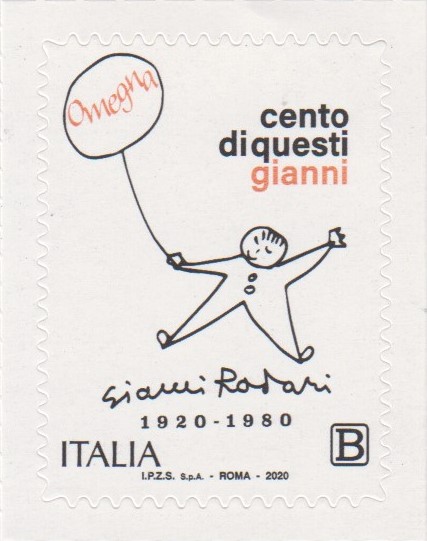 Omegna
cento
di questi
gianni
Gianni Rodari
1920-1980
ITALIA B
I.P.Z.S. S.p.A. - ROMA - 2020